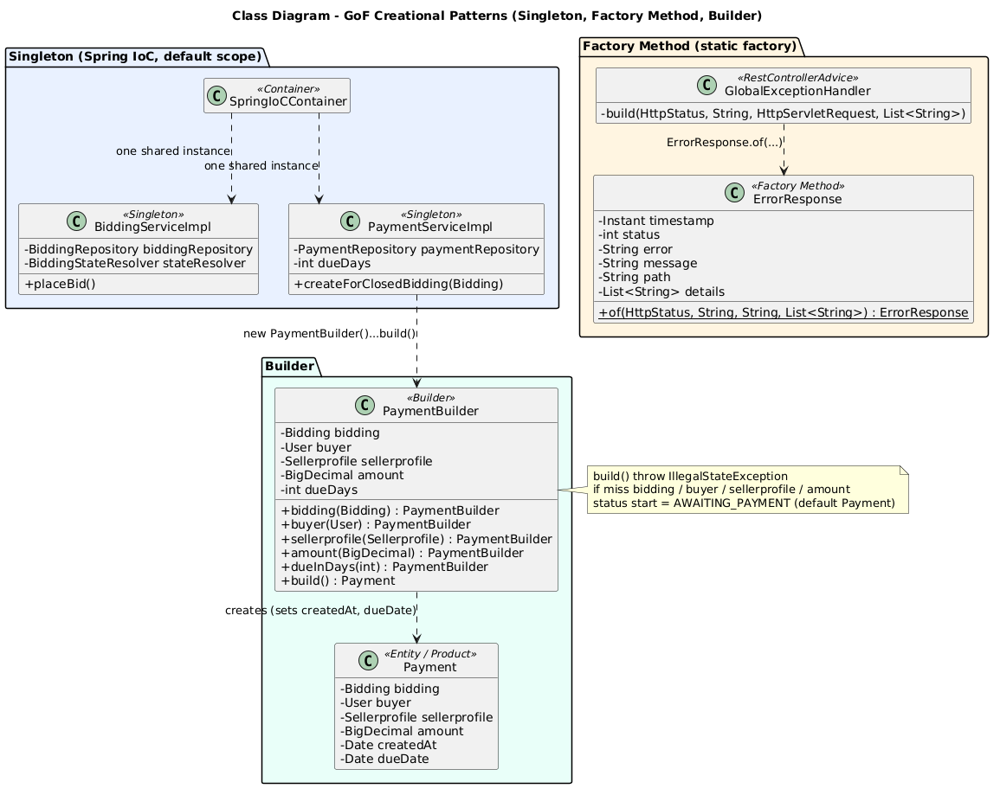 Class Diagram - GoF Creational Patterns (Singleton, Factory Method, Builder)
Singleton (Spring IoC, default scope)
C
«Container»
SpringIoCContainer
one shared instance
one shared instance
C
«Singleton»
BiddingServiceImpl
-BiddingRepository biddingRepository
-BiddingStateResolver stateResolver
+placeBid()
C
«Singleton»
PaymentServiceImpl
-PaymentRepository paymentRepository
-int dueDays
+createForClosedBidding(Bidding)
Factory Method (static factory)
C
«RestControllerAdvice»
GlobalExceptionHandler
-build(HttpStatus, String, HttpServletRequest, List<String>)
ErrorResponse.of(...)
C
«Factory Method»
ErrorResponse
-Instant timestamp
-int status
-String error
-String message
-String path
-List<String> details
+of(HttpStatus, String, String, List<String>) : ErrorResponse
new PaymentBuilder()...build()
Builder
C
«Builder»
PaymentBuilder
-Bidding bidding
-User buyer
-Sellerprofile sellerprofile
-BigDecimal amount
-int dueDays
+bidding(Bidding) : PaymentBuilder
+buyer(User) : PaymentBuilder
+sellerprofile(Sellerprofile) : PaymentBuilder
+amount(BigDecimal) : PaymentBuilder
+dueInDays(int) : PaymentBuilder
+build() : Payment
build() throw IllegalStateException
if miss bidding / buyer / sellerprofile / amount
status start = AWAITING_PAYMENT (default Payment)
creates (sets createdAt, dueDate)
C
«Entity / Product»
Payment
-Bidding bidding
-User buyer
-Sellerprofile sellerprofile
-BigDecimal amount
-Date createdAt
-Date dueDate